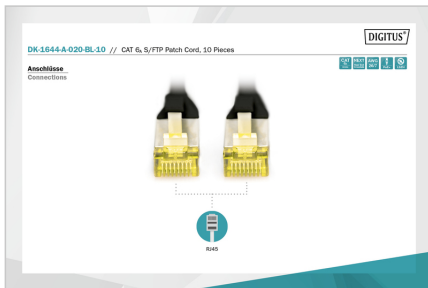 DIGITUS®
DK-1644-A-020-BL-10 // CAT 6A S/FTP Patch Cord, 10 Pieces
Anschlüsse
Connections
RJ45